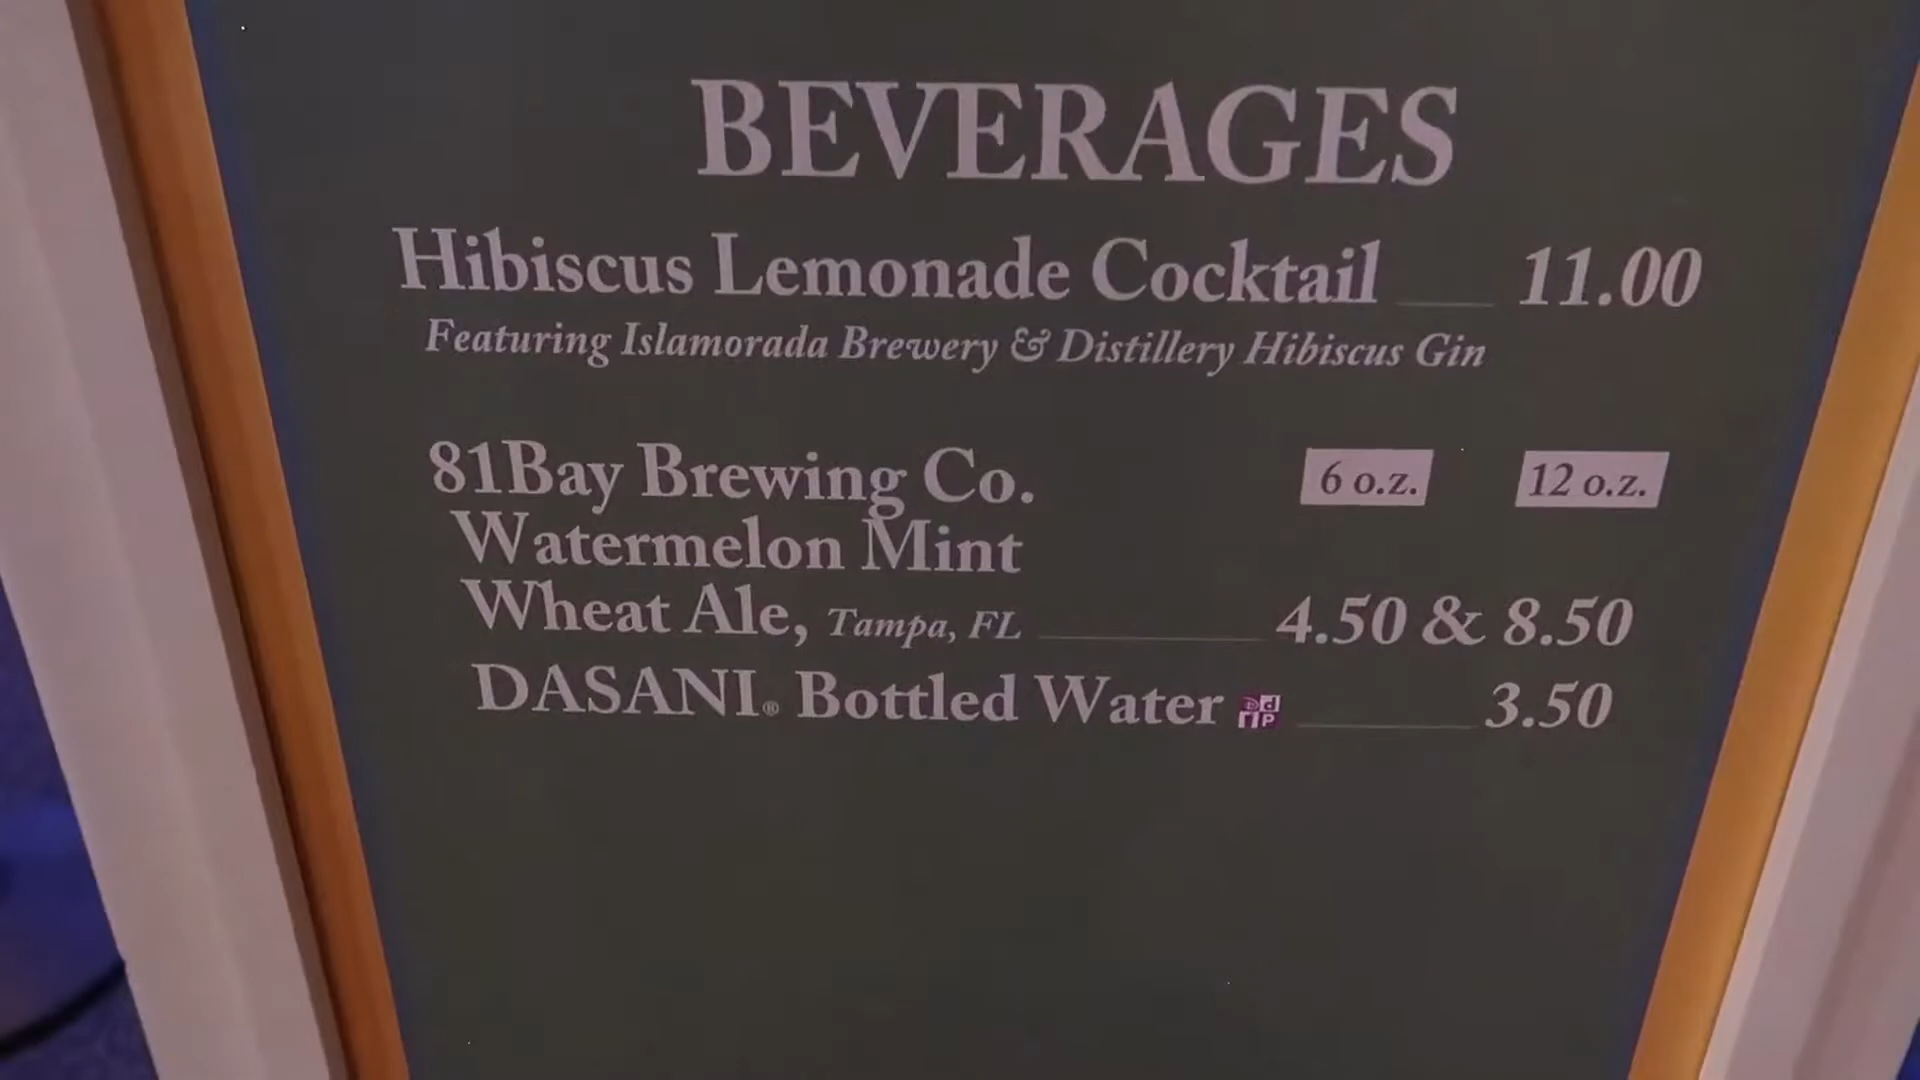 BEVERAGES
Hibiscus Lemonade Cocktail 11.00
Featuring Islamorada Brewery & Distillery Hibiscus Gin
81Bay Brewing Co. 6 o.z. 12 o.z.
Watermelon Mint
Wheat Ale, Tampa, FL 4.50 & 8.50
DASANI® Bottled Water 3.50